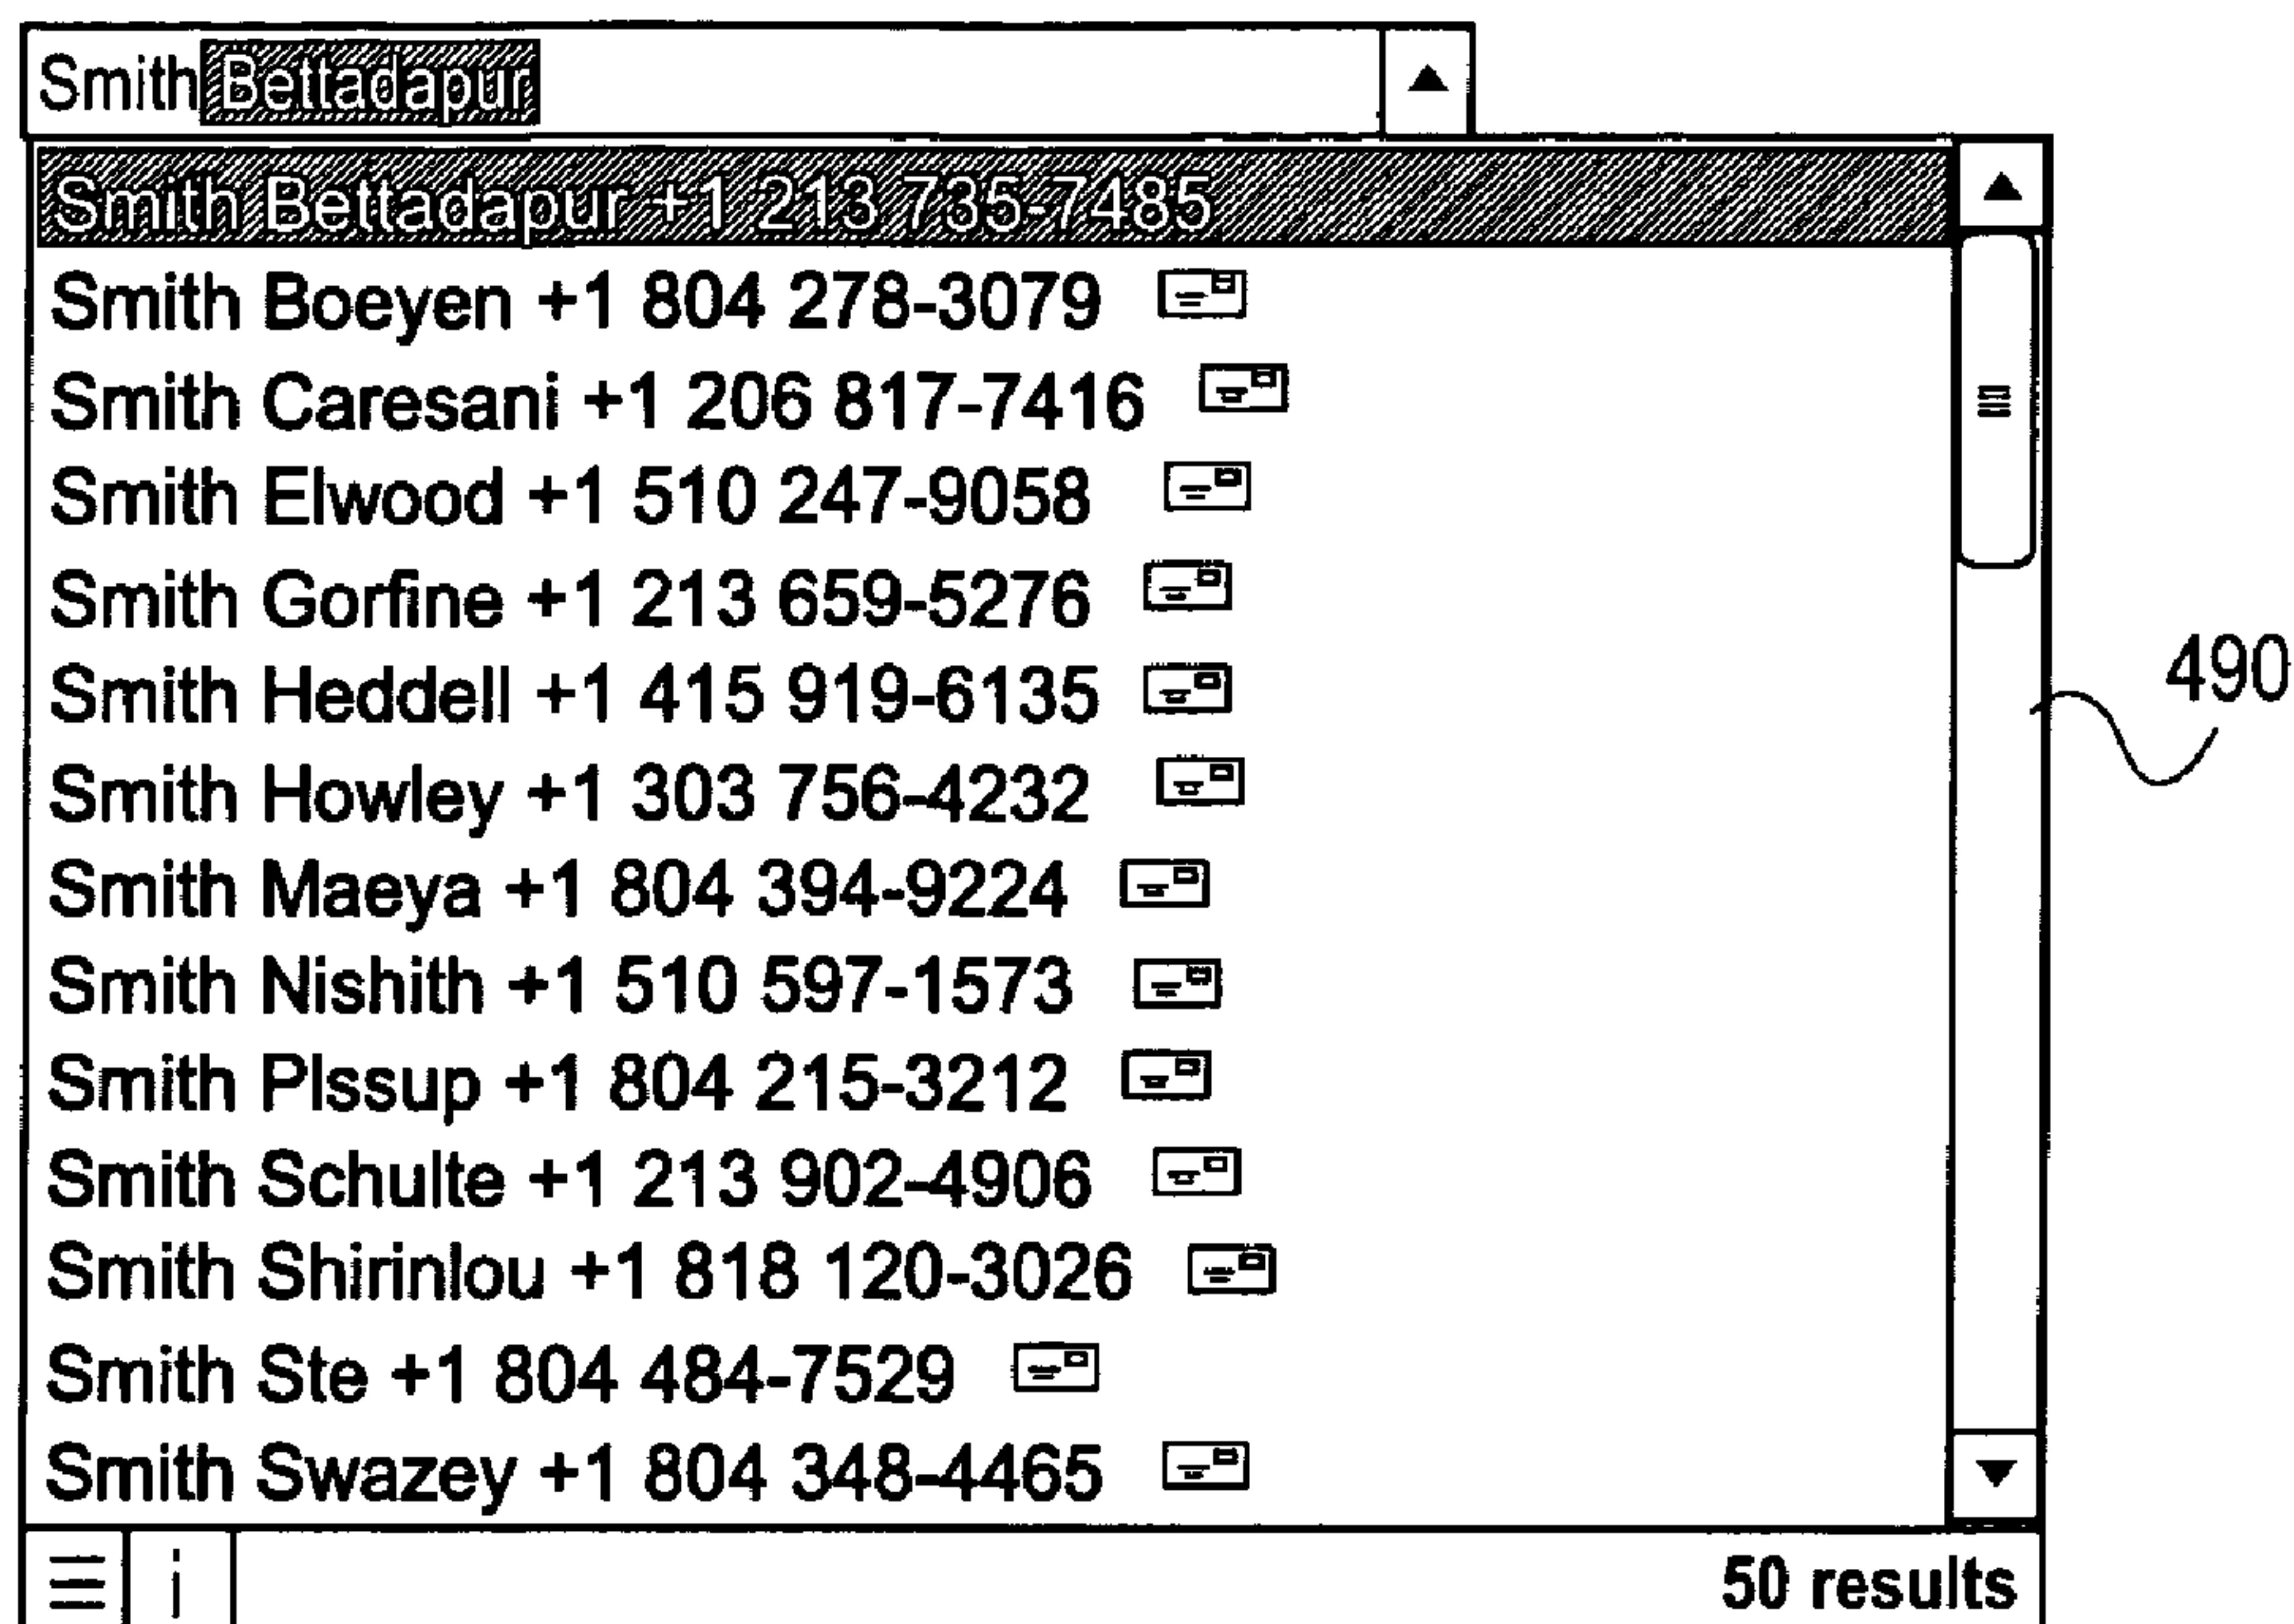 Smith Bettadapur
Smith Bettadapur +1 213 735-7485
Smith Boeyen +1 804 278-3079
Smith Caresani +1 206 817-7416
Smith Elwood +1 510 247-9058
Smith Gorfine +1 213 659-5276
Smith Heddell +1 415 919-6135
490
Smith Howley +1 303 756-4232
Smith Maeya +1 804 394-9224
Smith Nishith +1 510 597-1573
Smith Plssup +1 804 215-3212
Smith Schulte +1 213 902-4906
Smith Shirinlou +1 818 120-3026
Smith Ste +1 804 484-7529
Smith Swazey +1 804 348-4465
i
50 results